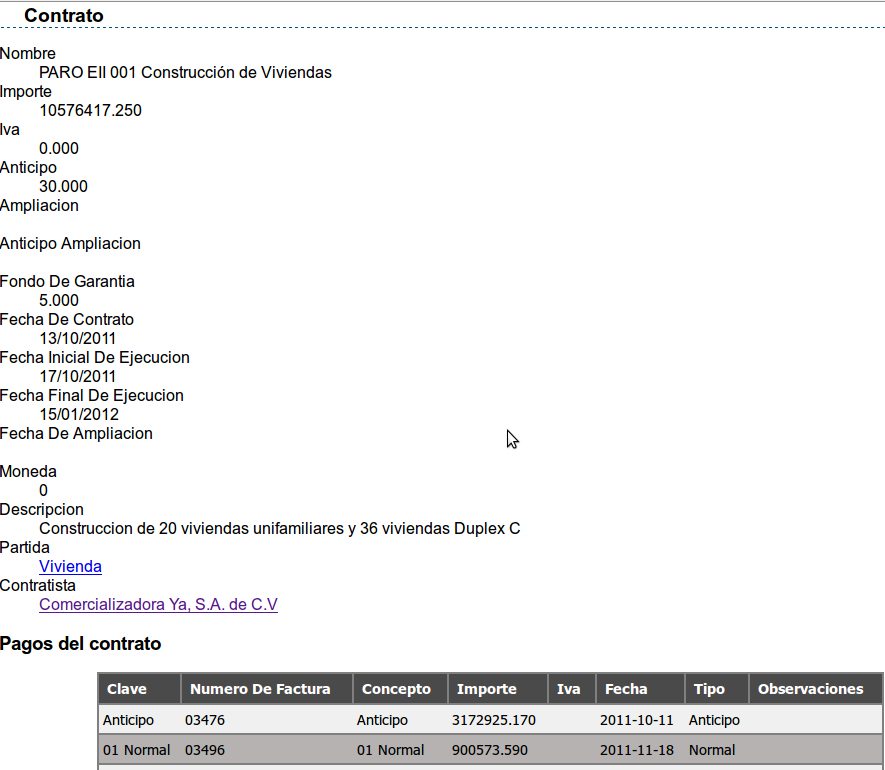 Contrato
Nombre
PARO EII 001 Construcción de Viviendas
Importe
10576417.250
Iva
0.000
Anticipo
30.000
Ampliacion
Anticipo Ampliacion
Fondo De Garantia
5.000
Fecha De Contrato
13/10/2011
Fecha Inicial De Ejecucion
17/10/2011
Fecha Final De Ejecucion
15/01/2012
Fecha De Ampliacion
Moneda
0
Descripcion
Construccion de 20 viviendas unifamiliares y 36 viviendas Duplex C
Partida
Vivienda
Contratista
Comercializadora Ya, S.A. de C.V
Pagos del contrato
Clave Numero De Factura Concepto Importe Iva Fecha Tipo Observaciones
Anticipo 03476 Anticipo 3172925.170 2011-10-11 Anticipo
01 Normal 03496 01 Normal 900573.590 2011-11-18 Normal